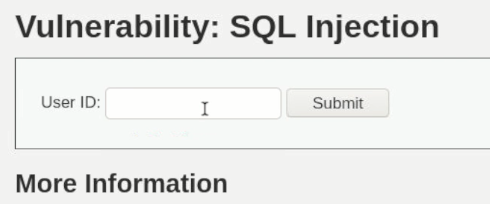 Vulnerability: SQL Injection
User ID: Submit
More Information